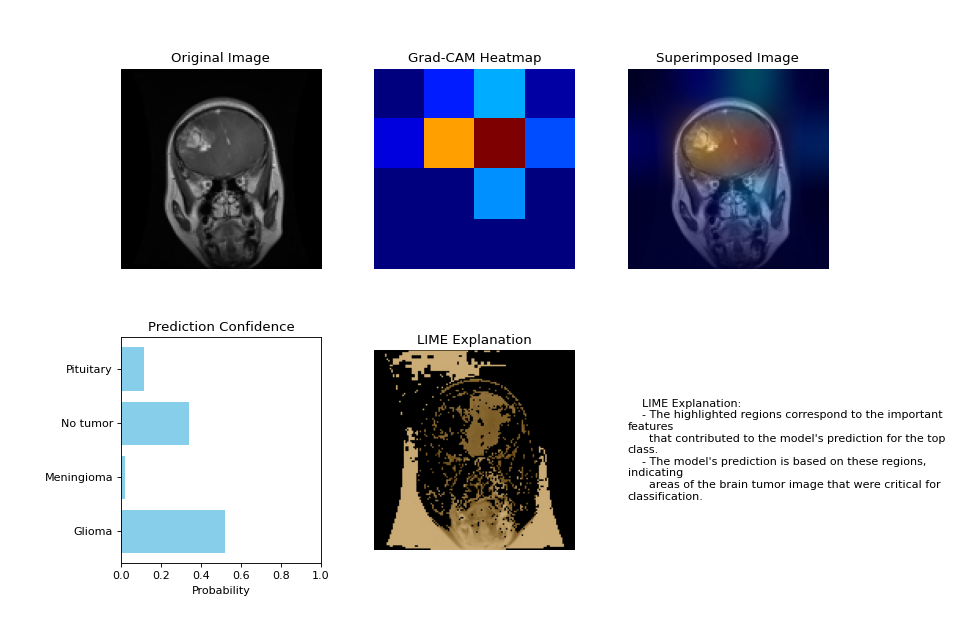 Original Image
Grad-CAM Heatmap
Superimposed Image
Prediction Confidence
Pituitary
No tumor
Meningioma
Glioma
0.0 0.2 0.4 0.6 0.8 1.0
Probability
LIME Explanation
LIME Explanation:
- The highlighted regions correspond to the important
features
that contributed to the model's prediction for the top
class.
- The model's prediction is based on these regions,
indicating
areas of the brain tumor image that were critical for
classification.